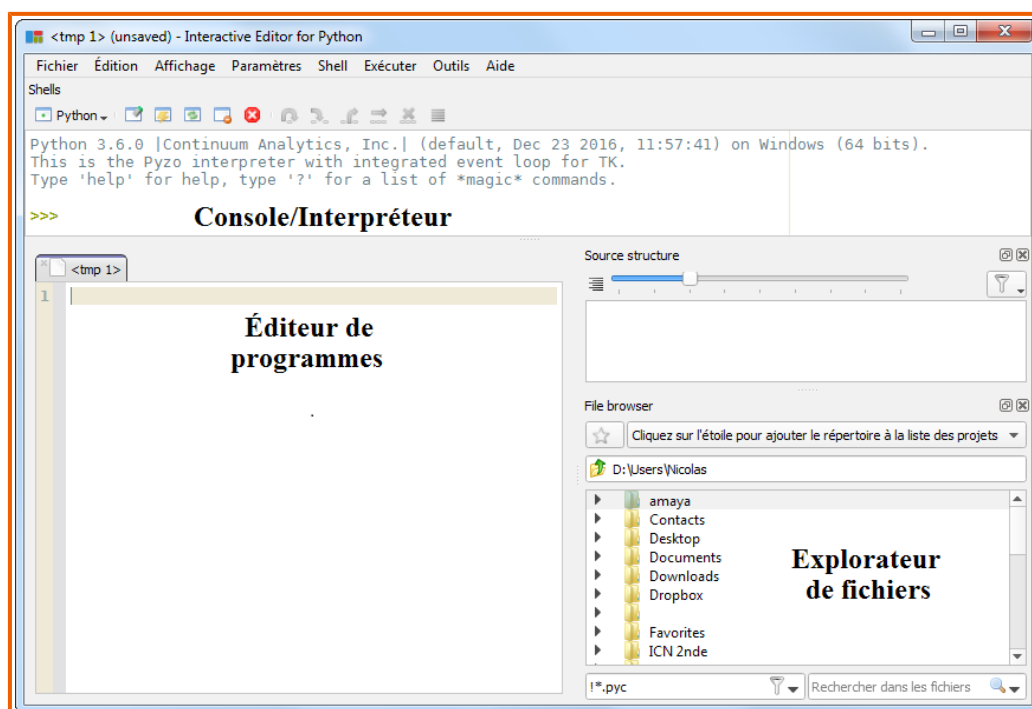 <tmp 1> (unsaved) - Interactive Editor for Python
Fichier Édition Affichage Paramètres Shell Exécuter Outils Aide
Shells
Python
Python 3.6.0 |Continuum Analytics, Inc.| (default, Dec 23 2016, 11:57:41) on Windows (64 bits).
This is the Pyzo interpreter with integrated event loop for TK.
Type 'help' for help, type '?' for a list of *magic* commands.
>>>
Console/Interpréteur
<tmp 1>
1
Éditeur de
programmes
Source structure
File browser
Cliquez sur l'étoile pour ajouter le répertoire à la liste des projets
D:\Users\Nicolas
amaya
Contacts
Desktop
Documents
Downloads
Dropbox
Favorites
ICN 2nde
Explorateur
de fichiers
!*.pyc
Rechercher dans les fichiers